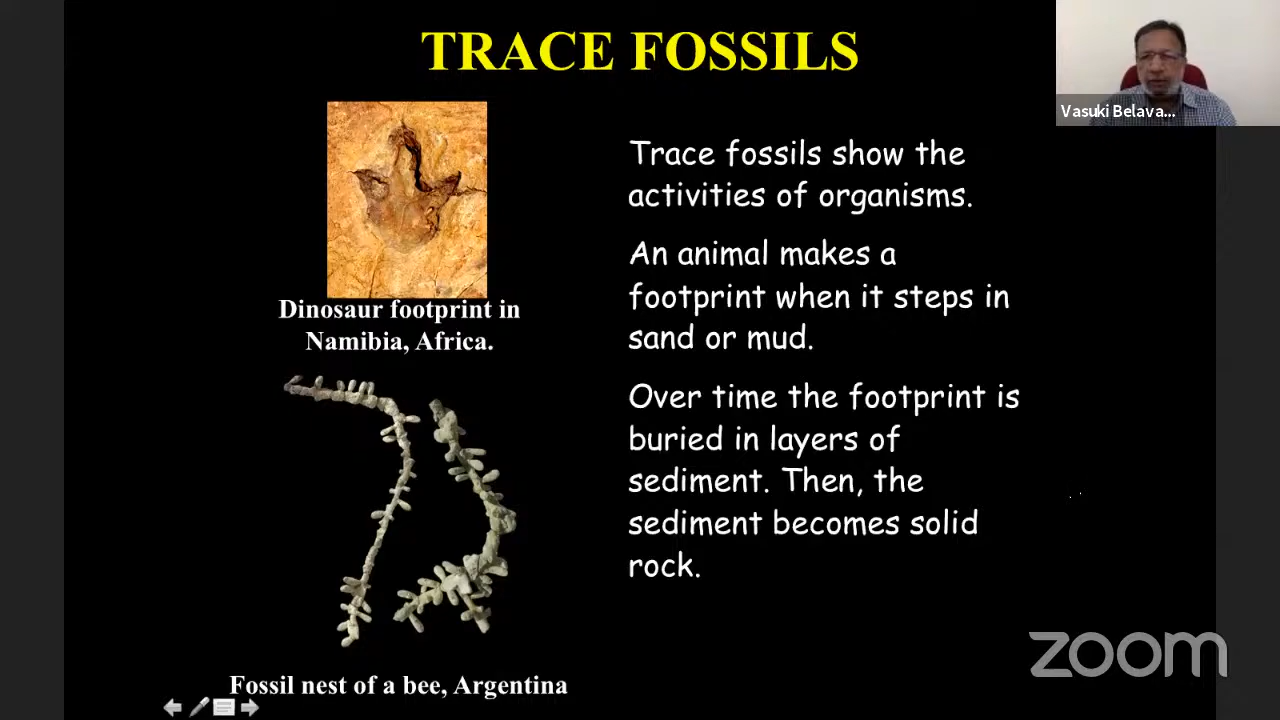 TRACE FOSSILS
Vasuki Belava...
Dinosaur footprint in
Namibia, Africa.
Trace fossils show the
activities of organisms.
An animal makes a
footprint when it steps in
sand or mud.
Over time the footprint is
buried in layers of
sediment. Then, the
sediment becomes solid
rock.
Fossil nest of a bee, Argentina
zoom